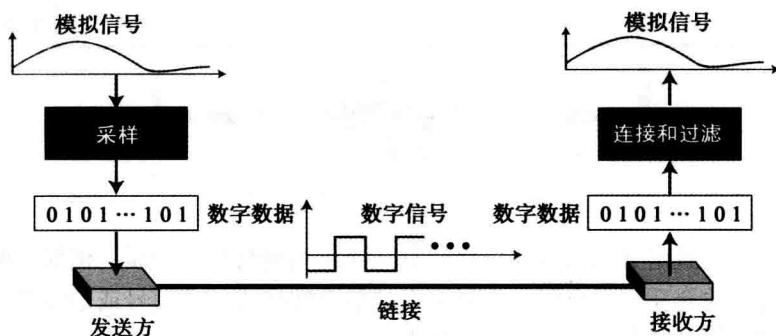 模拟信号
模拟信号
采样
连接和过滤
0101…101 数字数据
数字信号
数字数据 0101…101
链接
发送方
接收方